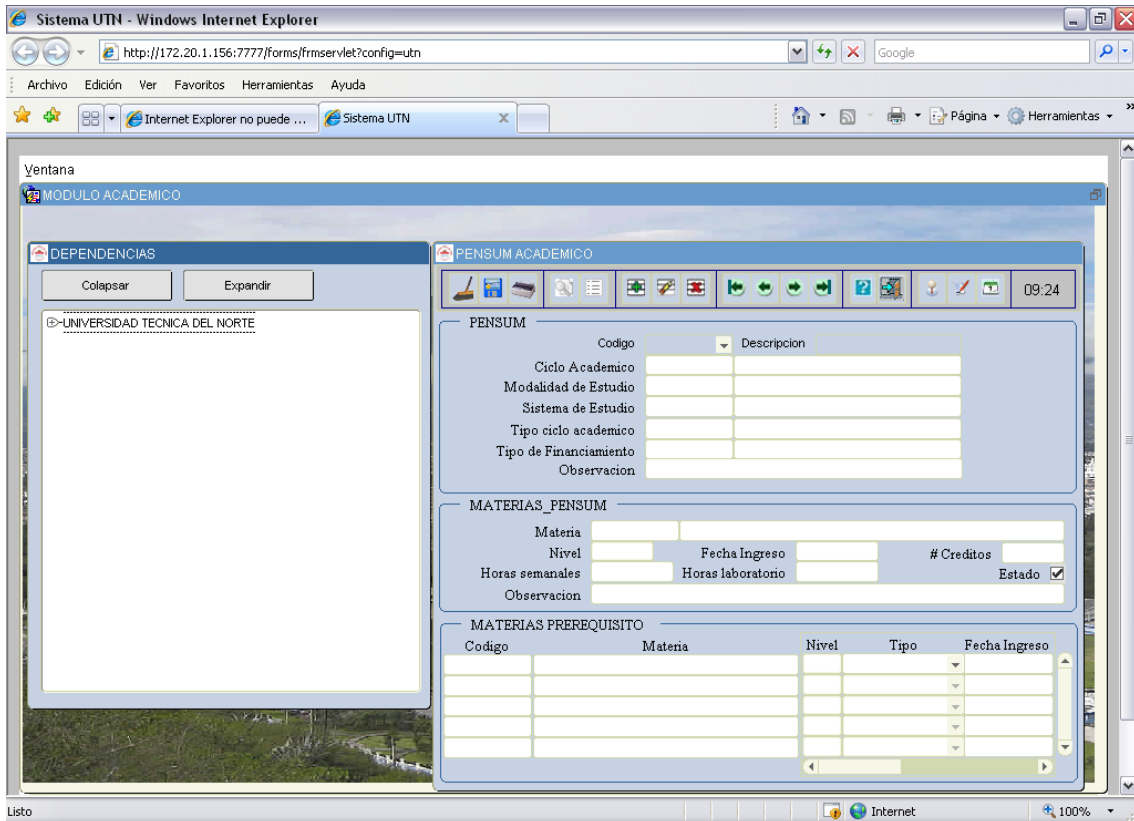 Sistema UTN - Windows Internet Explorer
http://172.20.1.156:7777/forms/frmservlet?config=utn
Google
Archivo Edición Ver Favoritos Herramientas Ayuda
Internet Explorer no puede ... Sistema UTN X Página Herramientas »
Ventana
MODULO ACADEMICO
DEPENDENCIAS
Colapsar Expandir
UNIVERSIDAD TECNICA DEL NORTE
PENSUM ACADEMICO
09:24
PENSUM
Codigo Descripcion
Ciclo Academico
Modalidad de Estudio
Sistema de Estudio
Tipo ciclo academico
Tipo de Financiamiento
Observacion
MATERIAS_PENSUM
Materia
Nivel Fecha Ingreso # Creditos
Horas semanales Horas laboratorio Estado
Observacion
MATERIAS PREREQUISITO
Codigo Materia Nivel Tipo Fecha Ingreso
Listo Internet 100%